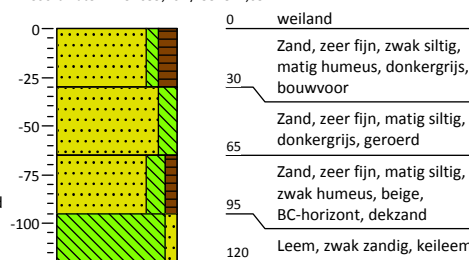 0
0 weiland
Zand, zeer fijn, zwak siltig,
matig humeus, donkergrijs,
bouwvoor
-25
30
Zand, zeer fijn, matig siltig,
donkergrijs, geroerd
-50
65
Zand, zeer fijn, matig siltig,
zwak humeus, beige,
BC-horizont, dekzand
-75
95
-100
Leem, zwak zandig, keileem
120